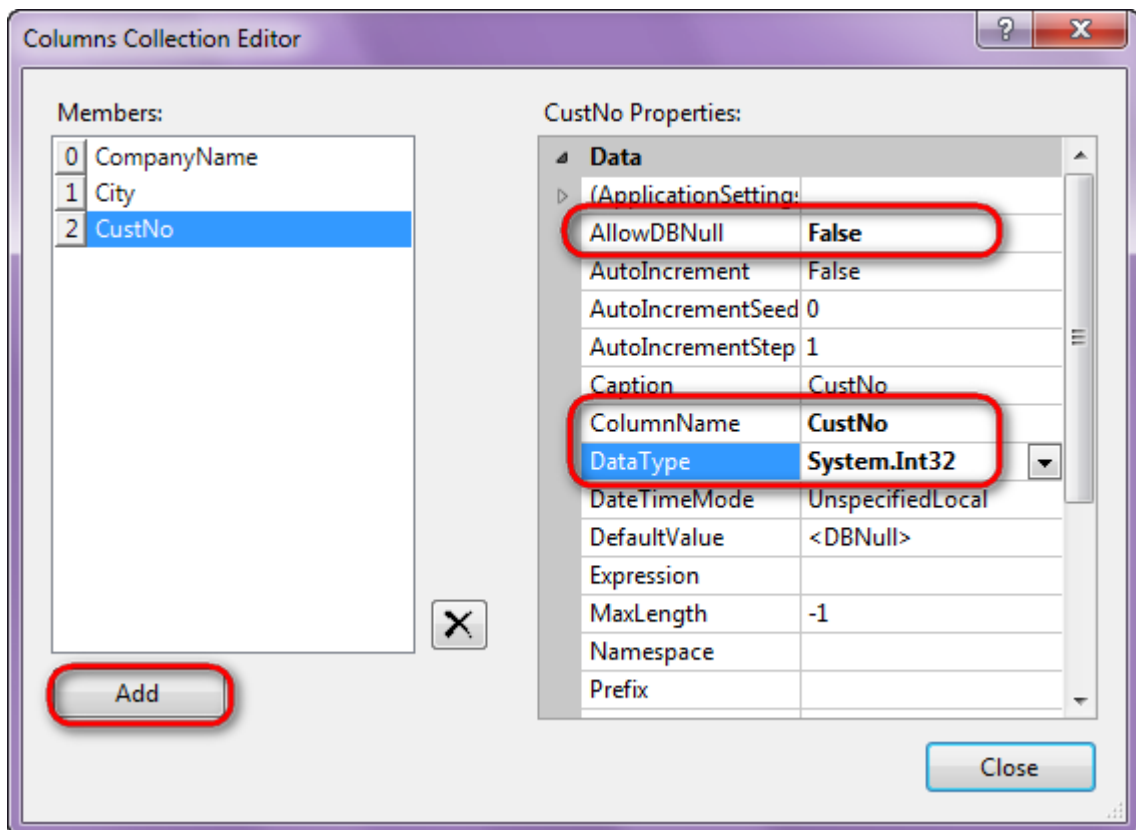 Columns Collection Editor
Members:
0 CompanyName
1 City
2 CustNo
Add
CustNo Properties:
Data
(ApplicationSettings
AllowDBNull False
AutoIncrement False
AutoIncrementSeed 0
AutoIncrementStep 1
Caption CustNo
ColumnName CustNo
DataType System.Int32
DateTimeMode UnspecifiedLocal
DefaultValue <DBNull>
Expression
MaxLength -1
Namespace
Prefix
Close